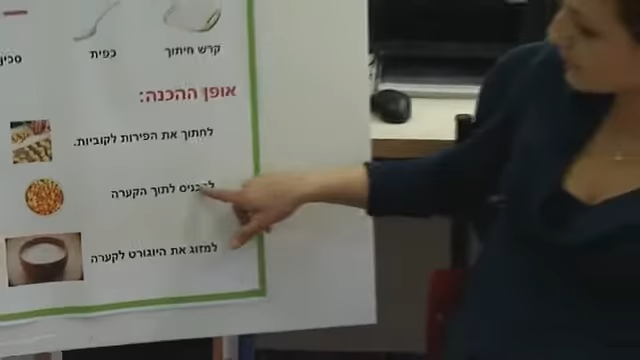 קרש חיתוך
כפית
סכין
אופן ההכנה:
לחתוך את הפירות לקוביות.
להכניס לתוך הקערה
למזוג את היוגורט לקערה